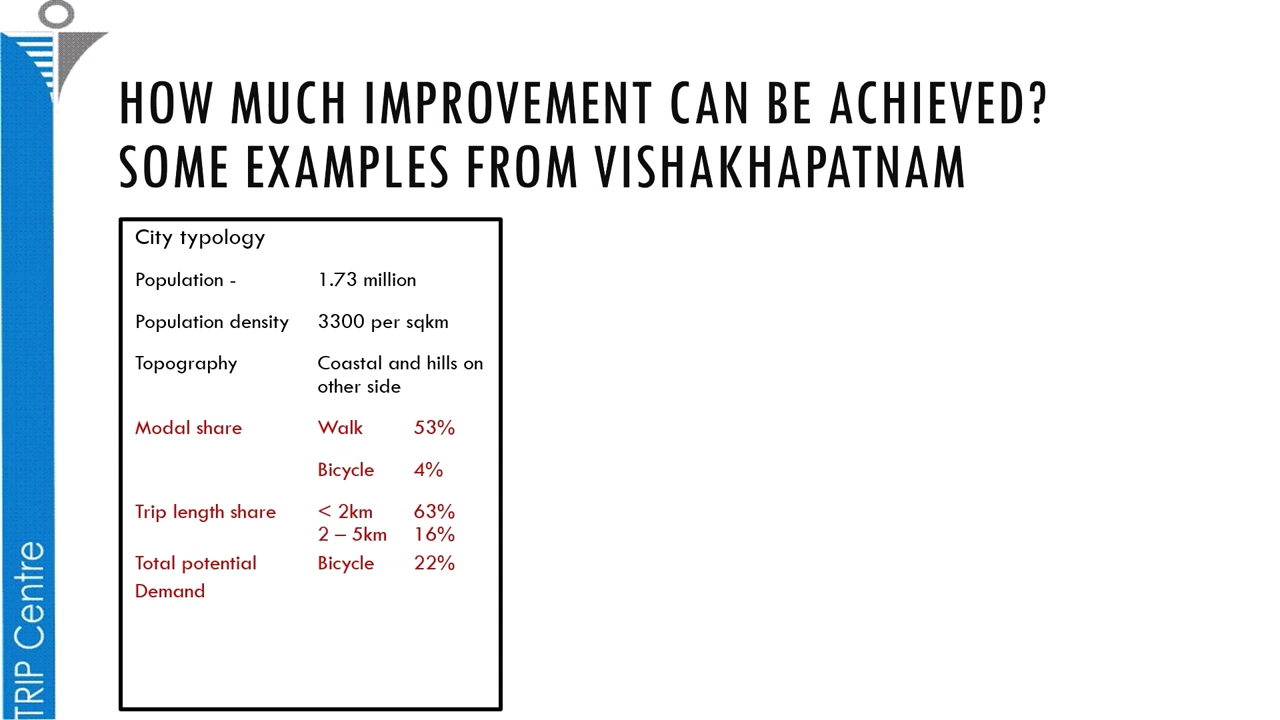 HOW MUCH IMPROVEMENT CAN BE ACHIEVED?
SOME EXAMPLES FROM VISHAKHAPATNAM
City typology
Population - 1.73 million
Population density 3300 per sqkm
Topography Coastal and hills on
other side
Modal share Walk 53%
Bicycle 4%
Trip length share < 2km 63%
2 – 5km 16%
Total potential Bicycle 22%
Demand
TRIP Centre